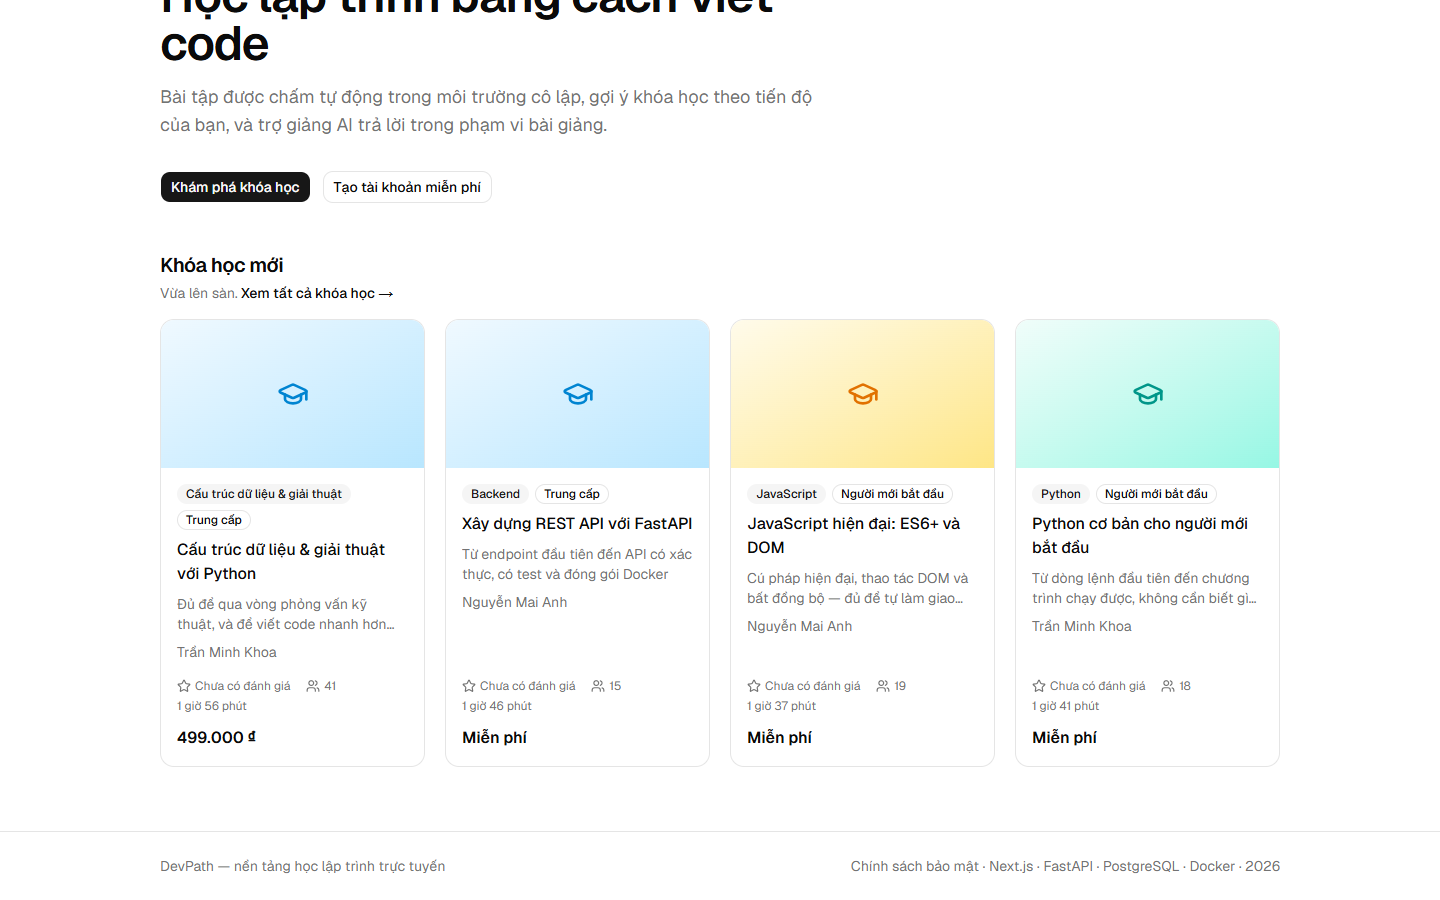 Học lập trình bằng cách viết
code
Bài tập được chấm tự động trong môi trường cô lập, gợi ý khóa học theo tiến độ
của bạn, và trợ giảng AI trả lời trong phạm vi bài giảng.
Khám phá khóa học
Tạo tài khoản miễn phí
Khóa học mới
Vừa lên sàn. Xem tất cả khóa học →
Cấu trúc dữ liệu & giải thuật
Trung cấp
Cấu trúc dữ liệu & giải thuật
với Python
Đủ để qua vòng phỏng vấn kỹ
thuật, và để viết code nhanh hơn...
Trần Minh Khoa
Chưa có đánh giá
41
1 giờ 56 phút
499.000 ₫
Backend
Trung cấp
Xây dựng REST API với FastAPI
Từ endpoint đầu tiên đến API có xác
thực, có test và đóng gói Docker
Nguyễn Mai Anh
Chưa có đánh giá
15
1 giờ 46 phút
Miễn phí
JavaScript
Người mới bắt đầu
JavaScript hiện đại: ES6+ và
DOM
Cú pháp hiện đại, thao tác DOM và
bất đồng bộ — đủ để tự làm giao...
Nguyễn Mai Anh
Chưa có đánh giá
19
1 giờ 37 phút
Miễn phí
Python
Người mới bắt đầu
Python cơ bản cho người mới
bắt đầu
Từ dòng lệnh đầu tiên đến chương
trình chạy được, không cần biết gì...
Trần Minh Khoa
Chưa có đánh giá
18
1 giờ 41 phút
Miễn phí
DevPath — nền tảng học lập trình trực tuyến
Chính sách bảo mật · Next.js · FastAPI · PostgreSQL · Docker · 2026